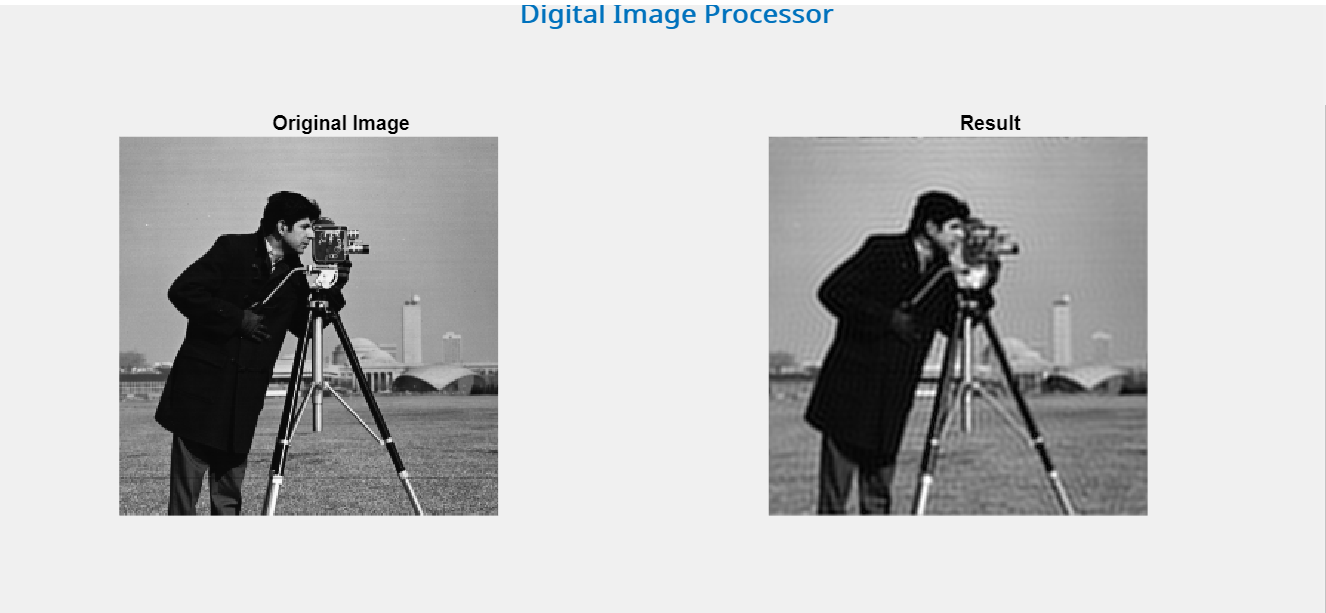 Digital Image Processor
Original Image
Result